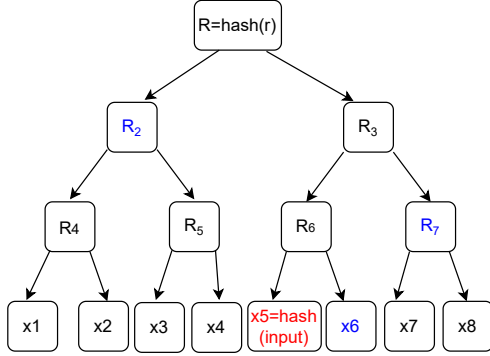 R=hash(r)
R₂
R₃
R4
R₅
R₆
R₇
x1
x2
x3
x4
x5=hash
(input)
x6
x7
x8